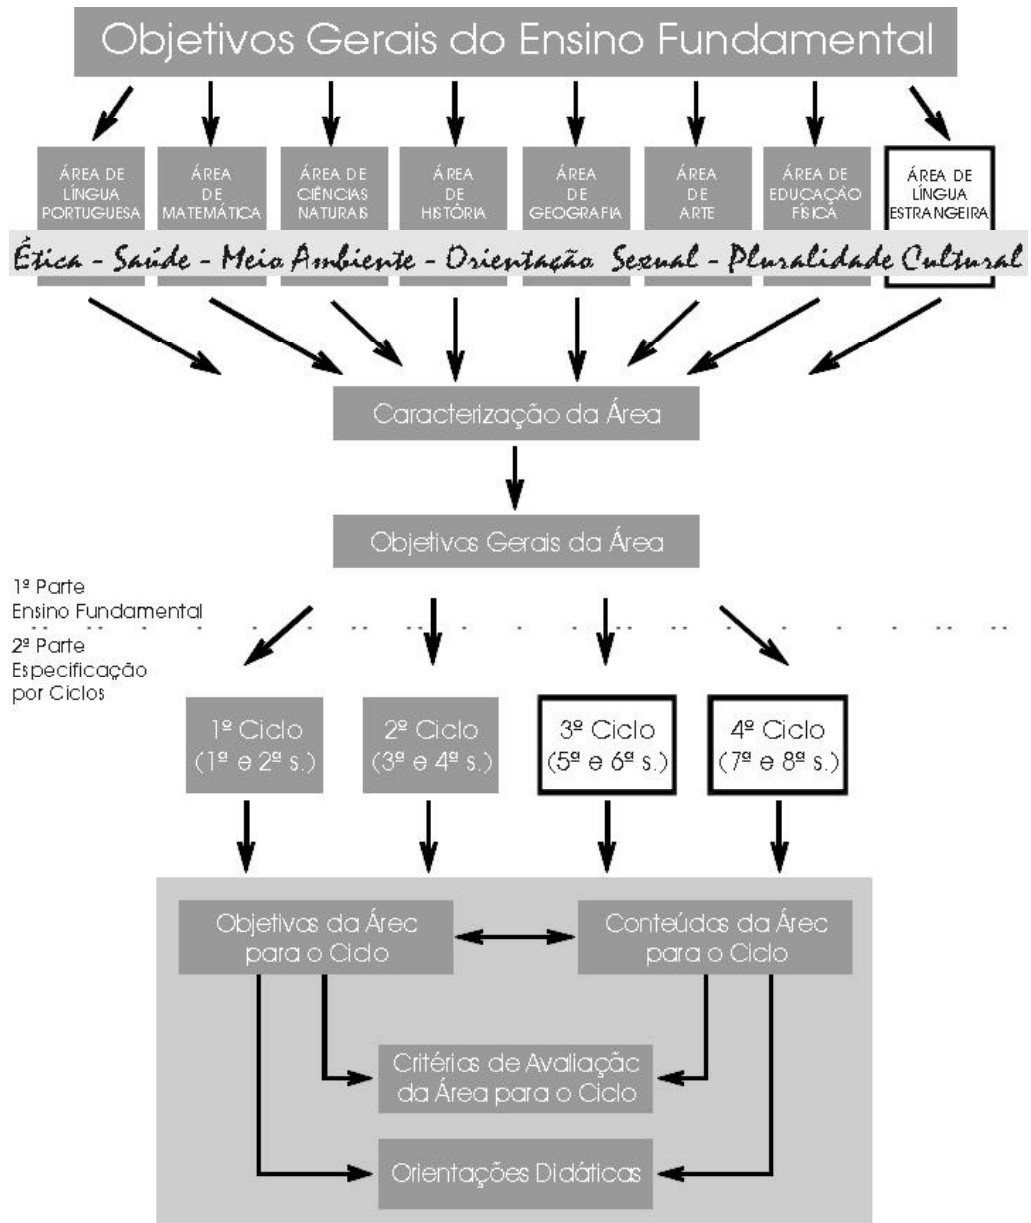 Objetivos Gerais do Ensino Fundamental
ÁREA DE
LÍNGUA
PORTUGUESA
ÁREA
DE
MATEMÁTICA
ÁREA DE
CIÊNCIAS
NATURAIS
ÁREA
DE
HISTÓRIA
ÁREA
DE
GEOGRAFIA
ÁREA
DE
ARTE
ÁREA DE
EDUCAÇÃO
FÍSICA
ÁREA DE
LÍNGUA
ESTRANGEIRA
Ética - Saúde - Meio Ambiente - Orientação Sexual - Pluralidade Cultural
Caracterização da Área
Objetivos Gerais da Área
1ª Parte
Ensino Fundamental
2ª Parte
Especificação
por Ciclos
1º Ciclo
(1ª e 2ª s.)
2º Ciclo
(3ª e 4ª s.)
3º Ciclo
(5ª e 6ª s.)
4º Ciclo
(7ª e 8ª s.)
Objetivos da Área
para o Ciclo
Conteúdos da Área
para o Ciclo
Critérios de Avaliação
da Área para o Ciclo
Orientações Didáticas